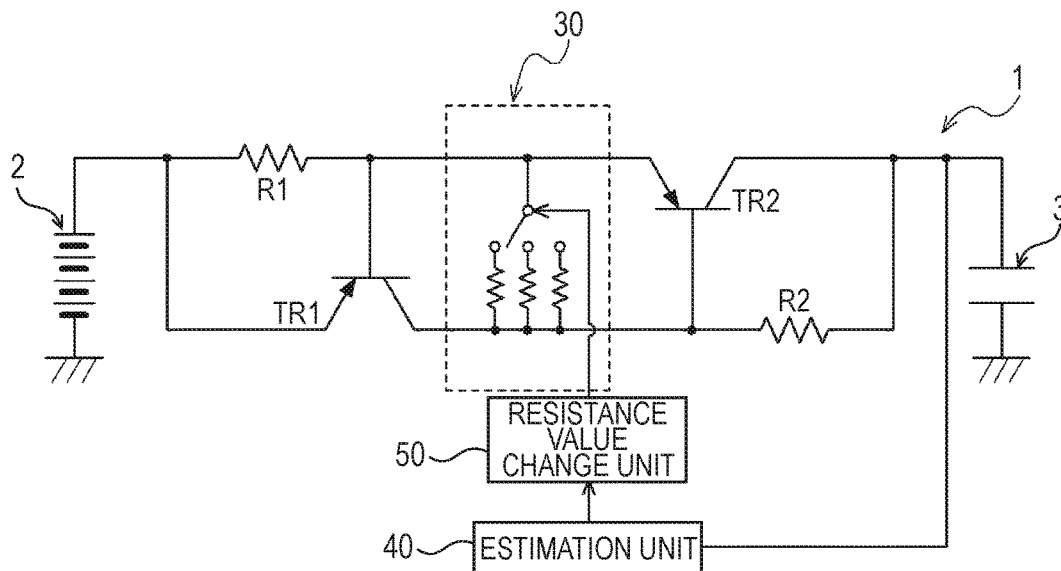 30
1
2
R1
TR2
3
TR1
R2
RESISTANCE
VALUE
CHANGE UNIT
50
40
ESTIMATION UNIT